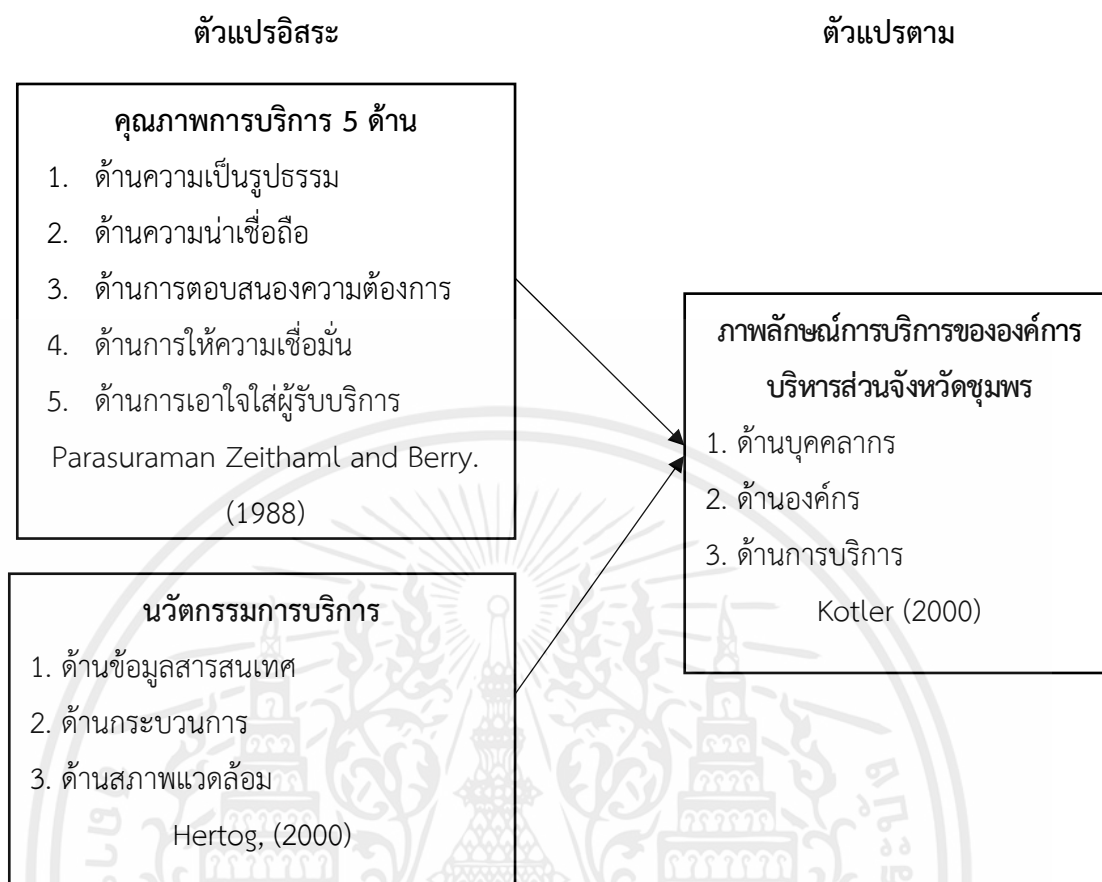 ตัวแปรอิสระ
ตัวแปรตาม
คุณภาพการบริการ 5 ด้าน
1. ด้านความเป็นรูปธรรม
2. ด้านความน่าเชื่อถือ
3. ด้านการตอบสนองความต้องการ
4. ด้านการให้ความเชื่อมั่น
5. ด้านการเอาใจใส่ผู้รับบริการ
Parasuraman Zeithaml and Berry.
(1988)
นวัตกรรมการบริการ
1. ด้านข้อมูลสารสนเทศ
2. ด้านกระบวนการ
3. ด้านสภาพแวดล้อม
Hertog, (2000)
ภาพลักษณ์การบริการขององค์การ
บริหารส่วนจังหวัดชุมพร
1. ด้านบุคคลากร
2. ด้านองค์กร
3. ด้านการบริการ
Kotler (2000)